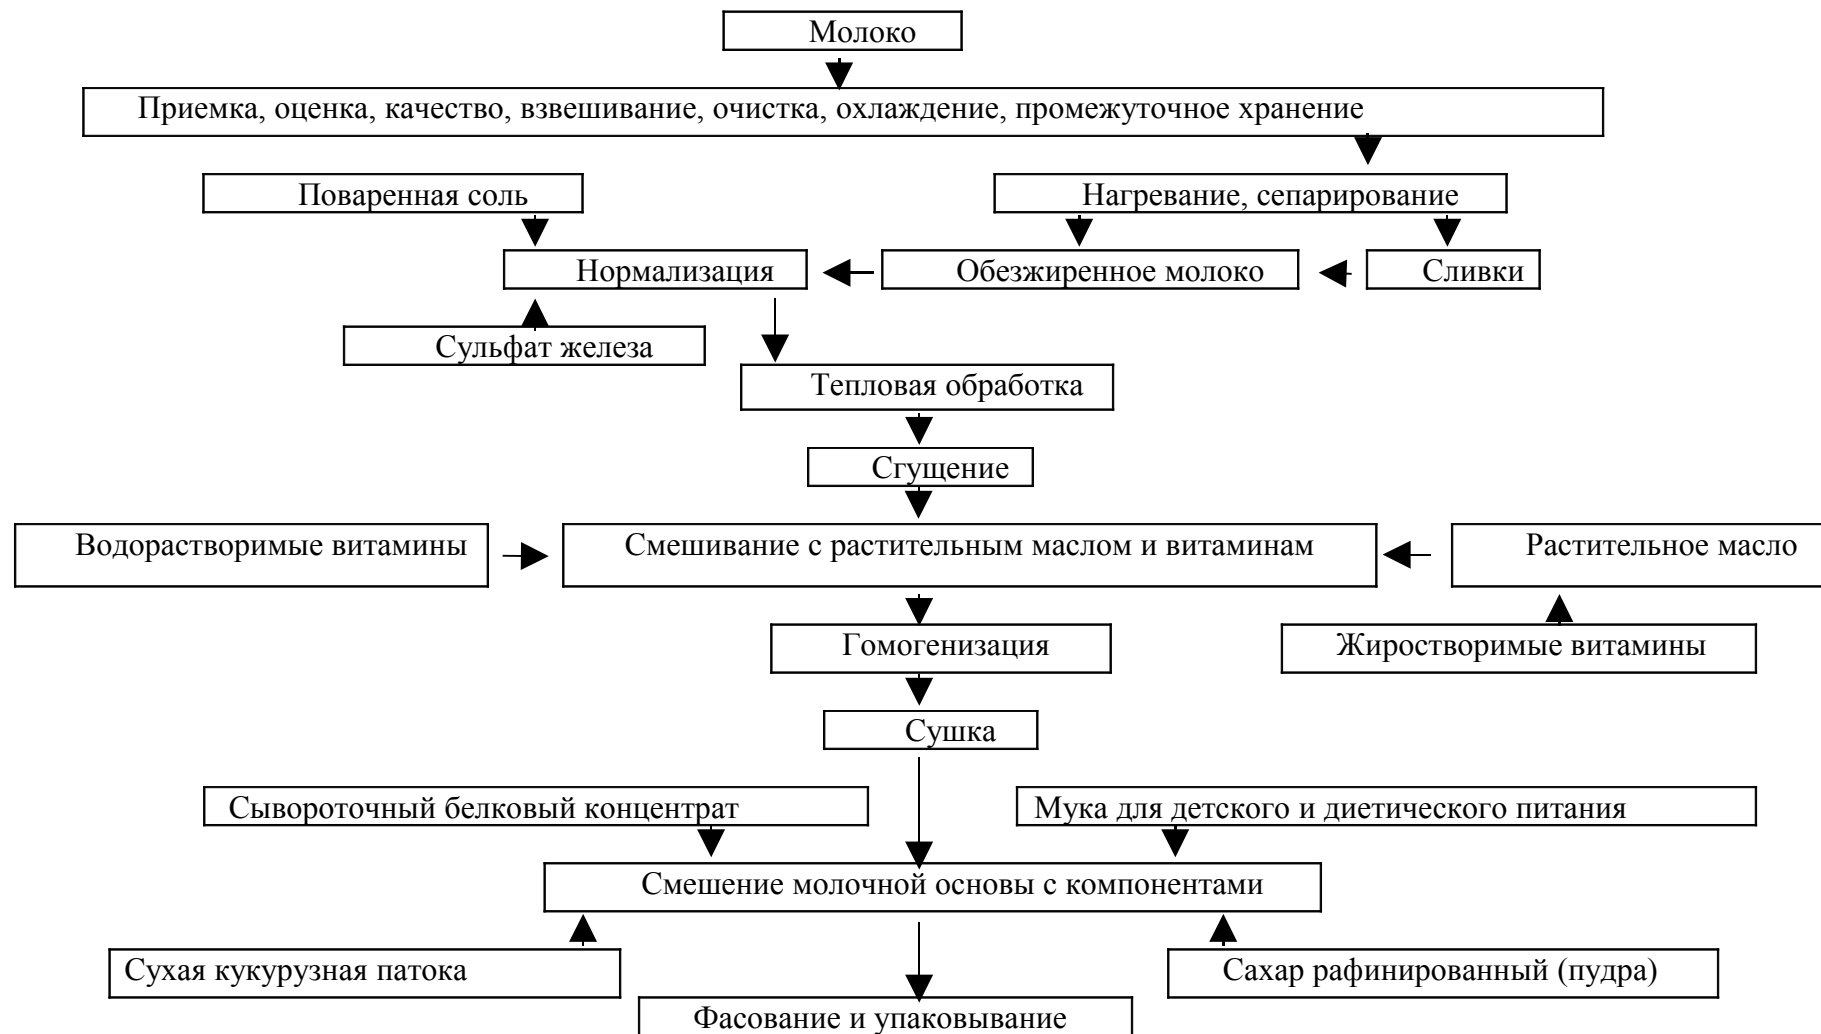 Молоко
Приемка, оценка, качество, взвешивание, очистка, охлаждение, промежуточное хранение
Поваренная соль
Нагревание, сепарирование
Нормализация
Обезжиренное молоко
Сливки
Сульфат железа
Тепловая обработка
Сгущение
Водорастворимые витамины
Смешивание с растительным маслом и витаминам
Растительное масло
Гомогенизация
Жиростворимые витамины
Сушка
Сывороточный белковый концентрат
Мука для детского и диетического питания
Смешение молочной основы с компонентами
Сухая кукурузная патока
Сахар рафинированный (пудра)
Фасование и упаковывание